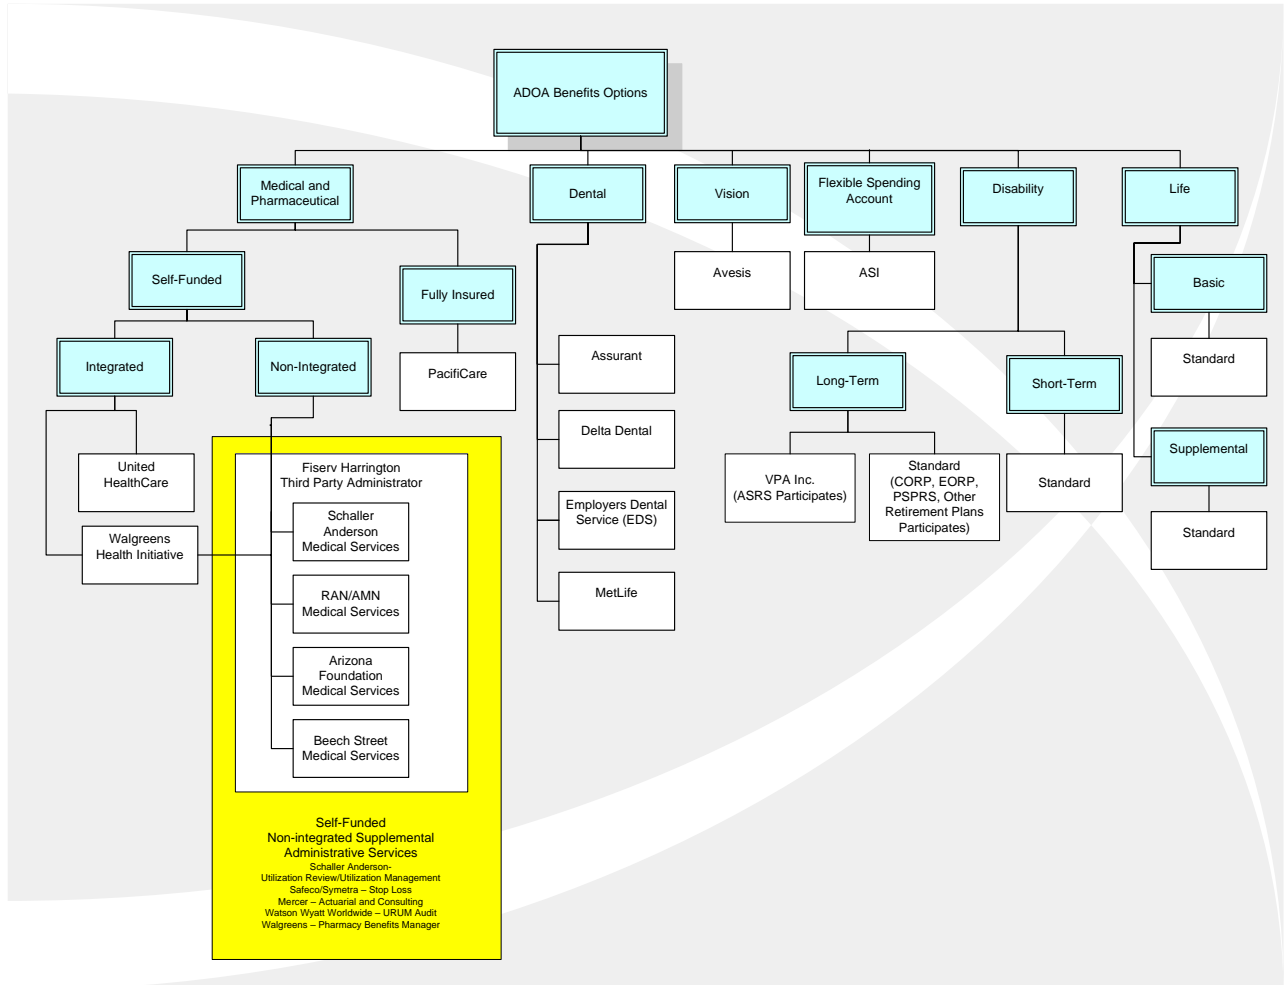 ADOA Benefits Options
Medical and
Pharmaceutical
Dental
Vision
Flexible Spending
Account
Disability
Life
Self-Funded
Fully Insured
Avesis
ASI
Basic
Integrated
Non-Integrated
PacifiCare
Assurant
Long-Term
Short-Term
Standard
Delta Dental
Supplemental
United
HealthCare
Fiserv Harrington
Third Party Administrator
VPA Inc.
(ASRS Participates)
Standard
(CORP, EORP,
PSPRS, Other
Retirement Plans
Participates)
Standard
Schaller
Anderson
Medical Services
Employers Dental
Service (EDS)
Standard
Walgreens
Health Initiative
RAN/AMN
Medical Services
MetLife
Arizona
Foundation
Medical Services
Beech Street
Medical Services
Self-Funded
Non-integrated Supplemental
Administrative Services
Schaller Anderson-
Utilization Review/Utilization Management
Safeco/Symetra – Stop Loss
Mercer – Actuarial and Consulting
Watson Wyatt Worldwide – URUM Audit
Walgreens – Pharmacy Benefits Manager